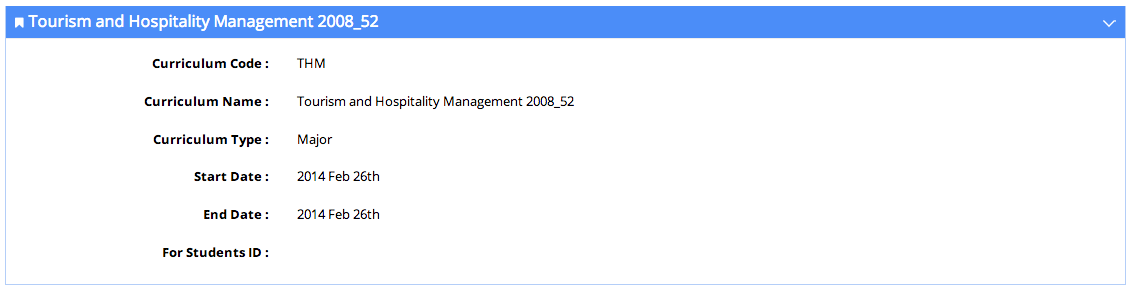 Tourism and Hospitality Management 2008_52
Curriculum Code : THM
Curriculum Name : Tourism and Hospitality Management 2008_52
Curriculum Type : Major
Start Date : 2014 Feb 26th
End Date : 2014 Feb 26th
For Students ID :